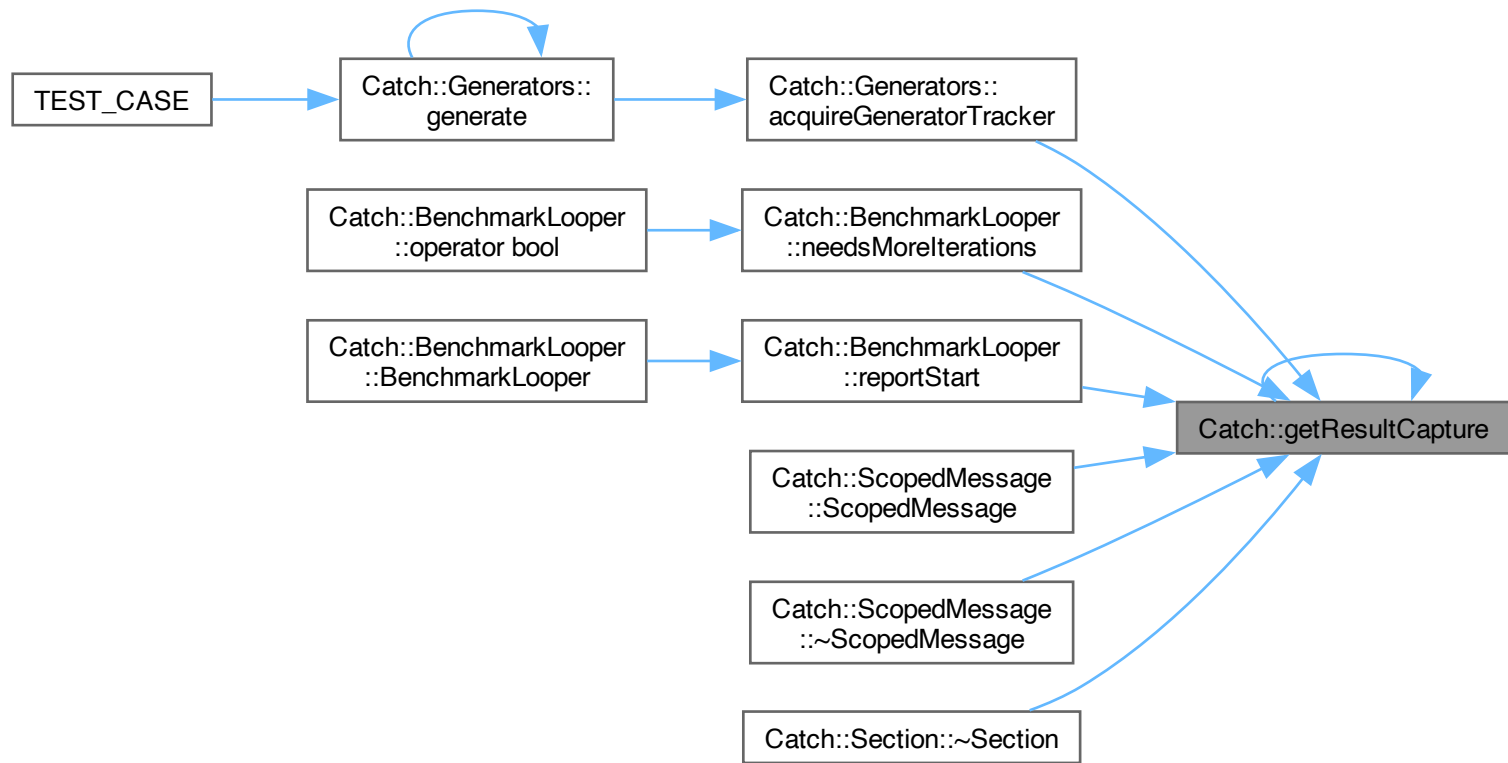 TEST_CASE
Catch::Generators::
generate
Catch::Generators::
acquireGeneratorTracker
Catch::BenchmarkLooper
::operator bool
Catch::BenchmarkLooper
::needsMoreIterations
Catch::BenchmarkLooper
::BenchmarkLooper
Catch::BenchmarkLooper
::reportStart
Catch::getResultCapture
Catch::ScopedMessage
::ScopedMessage
Catch::ScopedMessage
::~ScopedMessage
Catch::Section::~Section